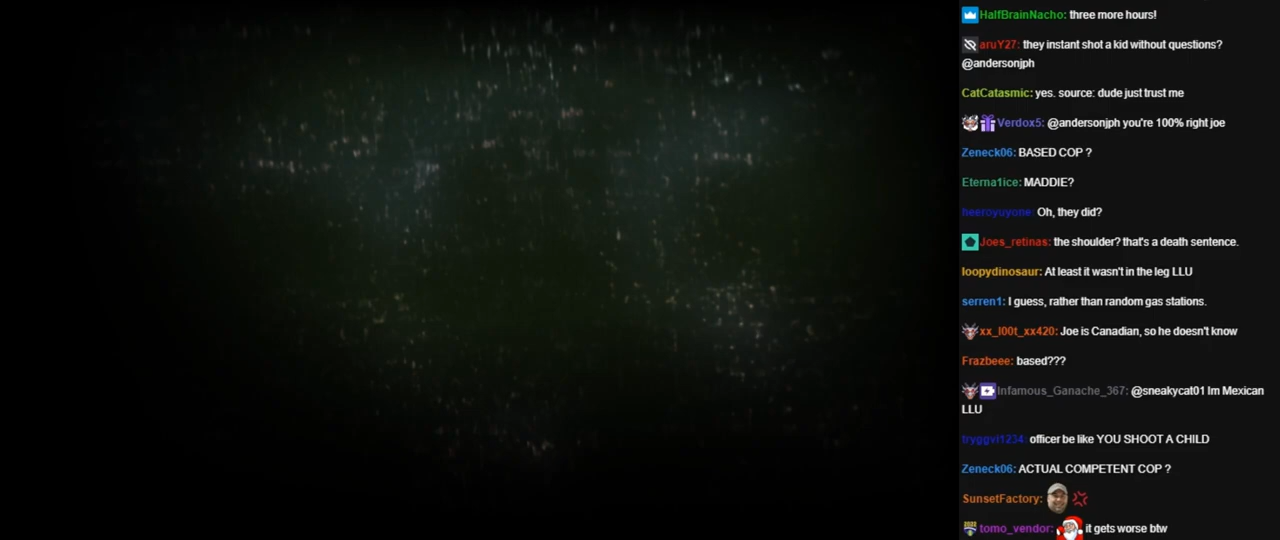 HalfBrainNacho: three more hours!
aruY27: they instant shot a kid without questions?
@andersonjph
CatCatasmic: yes. source: dude just trust me
Verdox5: @andersonjph you're 100% right joe
Zeneck06: BASED COP ?
Eterna1ice: MADDIE?
heeroyuyone: Oh, they did?
Joes_retinas: the shoulder? that's a death sentence.
loopydinosaur: At least it wasn't in the leg LLU
serren1: I guess, rather than random gas stations.
xx_l00t_xx420: Joe is Canadian, so he doesn't know
Frazbeee: based???
Infamous_Ganache_367: @sneakycat01 Im Mexican
LLU
tryggvi1234: officer be like YOU SHOOT A CHILD
Zeneck06: ACTUAL COMPETENT COP ?
SunsetFactory:
tomo_vendor: it gets worse btw